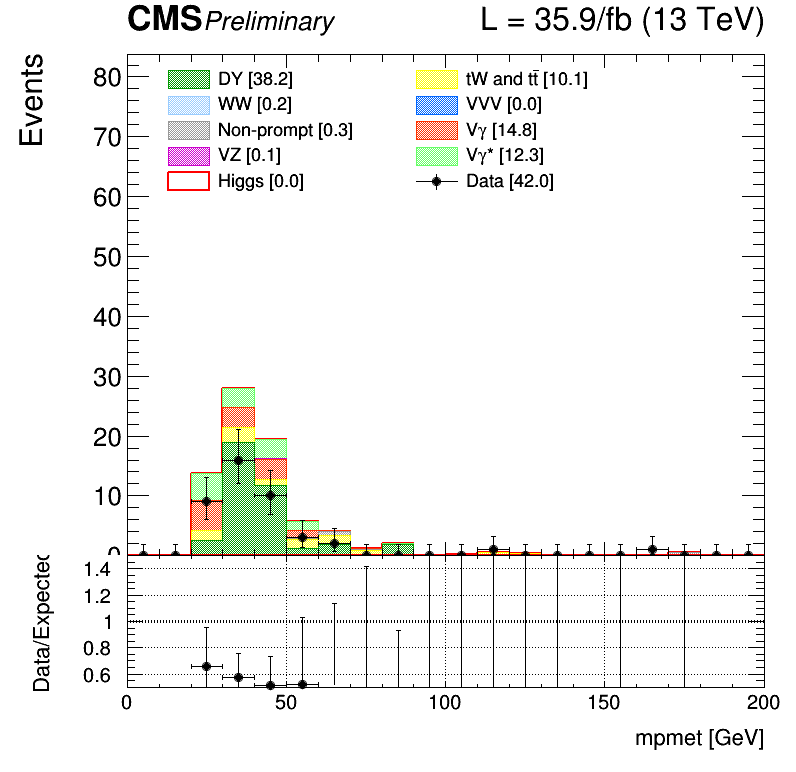 CMS Preliminary L = 35.9/fb (13 TeV)
Events
80
70
60
50
40
30
20
10
0
DY [38.2]
WW [0.2]
Non-prompt [0.3]
VZ [0.1]
Higgs [0.0]
tW and tt̄ [10.1]
VVV [0.0]
Vγ [14.8]
Vγ* [12.3]
Data [42.0]
Data/Expected
1.4
1.2
1
0.8
0.6
0 50 100 150 200
mpmet [GeV]